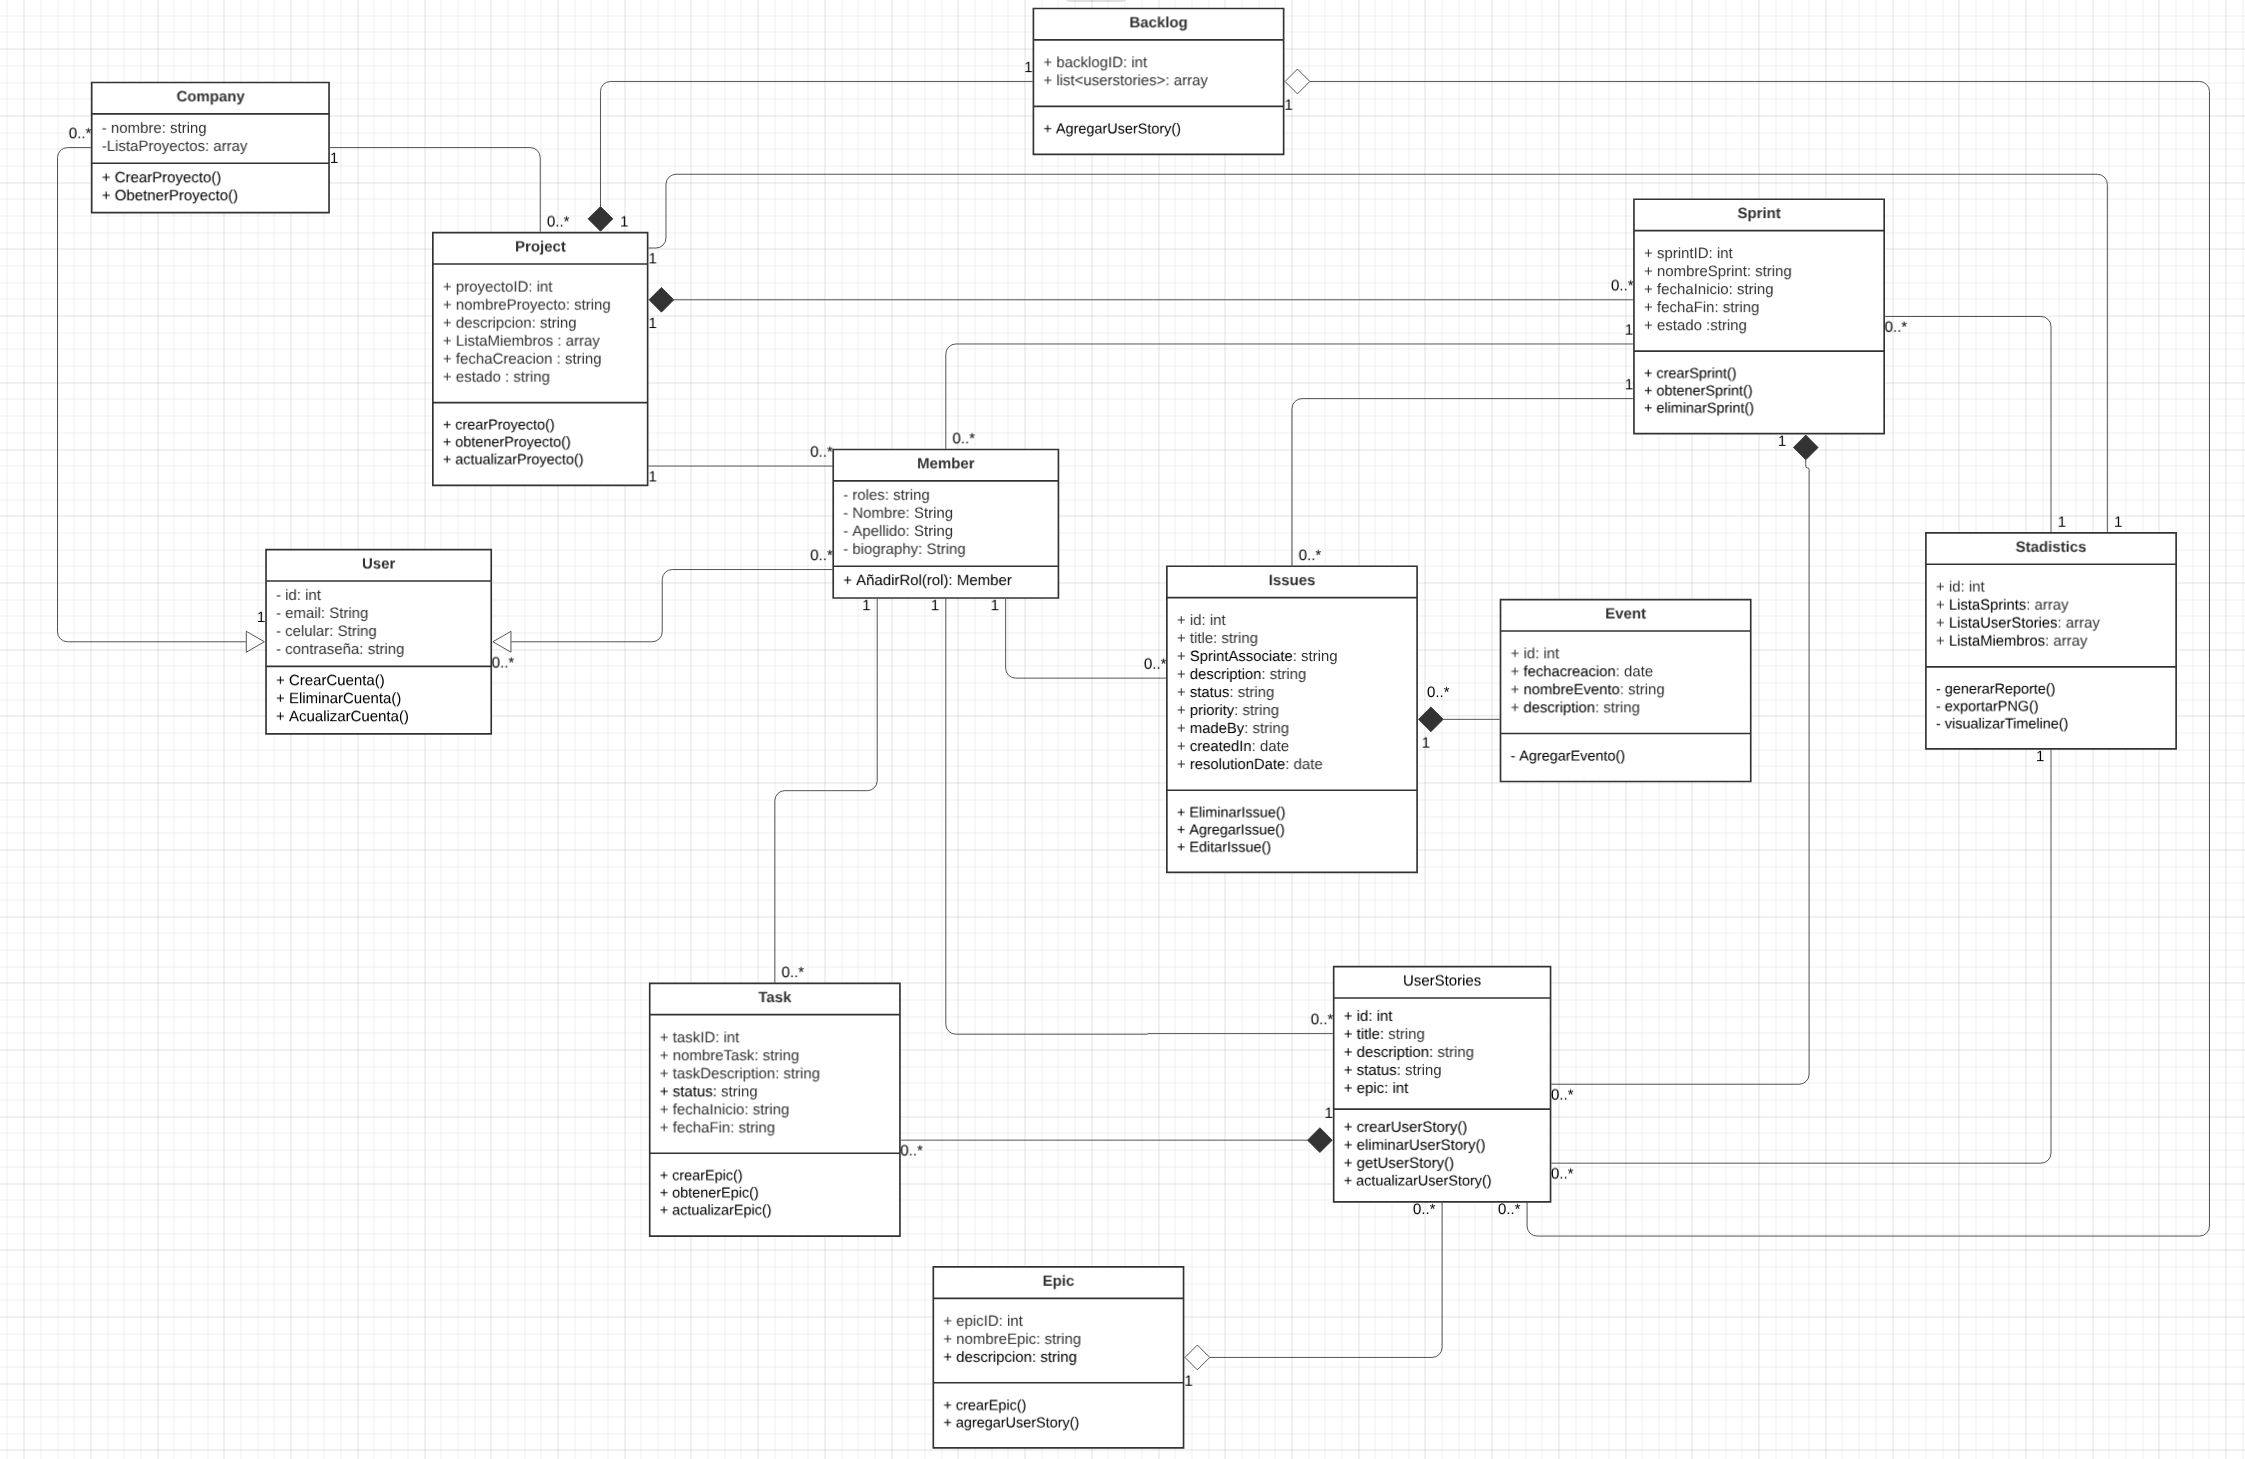 Backlog
+ backlogID: int
+ list<userstories>: array
+ AgregarUserStory()
1
1
Company
- nombre: string
-ListaProyectos: array
+ CrearProyecto()
+ ObetnerProyecto()
0..*
1
0..*
1
Project
+ proyectoID: int
+ nombreProyecto: string
+ descripcion: string
+ ListaMiembros : array
+ fechaCreacion : string
+ estado : string
+ crearProyecto()
+ obtenerProyecto()
+ actualizarProyecto()
1
1
1
Sprint
+ sprintID: int
+ nombreSprint: string
+ fechaInicio: string
+ fechaFin: string
+ estado :string
+ crearSprint()
+ obtenerSprint()
+ eliminarSprint()
0..*
1
1
0..*
1
0..*
0..*
Member
- roles: string
- Nombre: String
- Apellido: String
- biography: String
+ AñadirRol(rol): Member
0..*
1
1
1
User
- id: int
- email: String
- celular: String
- contraseña: string
+ CrearCuenta()
+ EliminarCuenta()
+ AcualizarCuenta()
1
0..*
0..*
Issues
+ id: int
+ title: string
+ SprintAssociate: string
+ description: string
+ status: string
+ priority: string
+ madeBy: string
+ createdIn: date
+ resolutionDate: date
+ EliminarIssue()
+ AgregarIssue()
+ EditarIssue()
0..*
0..*
1
Event
+ id: int
+ fechacreacion: date
+ nombreEvento: string
+ description: string
- AgregarEvento()
1
1
Stadistics
+ id: int
+ ListaSprints: array
+ ListaUserStories: array
+ ListaMiembros: array
- generarReporte()
- exportarPNG()
- visualizarTimeline()
1
0..*
Task
+ taskID: int
+ nombreTask: string
+ taskDescription: string
+ status: string
+ fechaInicio: string
+ fechaFin: string
+ crearEpic()
+ obtenerEpic()
+ actualizarEpic()
0..*
UserStories
+ id: int
+ title: string
+ description: string
+ status: string
+ epic: int
+ crearUserStory()
+ eliminarUserStory()
+ getUserStory()
+ actualizarUserStory()
0..*
1
0..*
0..*
0..*
0..*
Epic
+ epicID: int
+ nombreEpic: string
+ descripcion: string
+ crearEpic()
+ agregarUserStory()
1